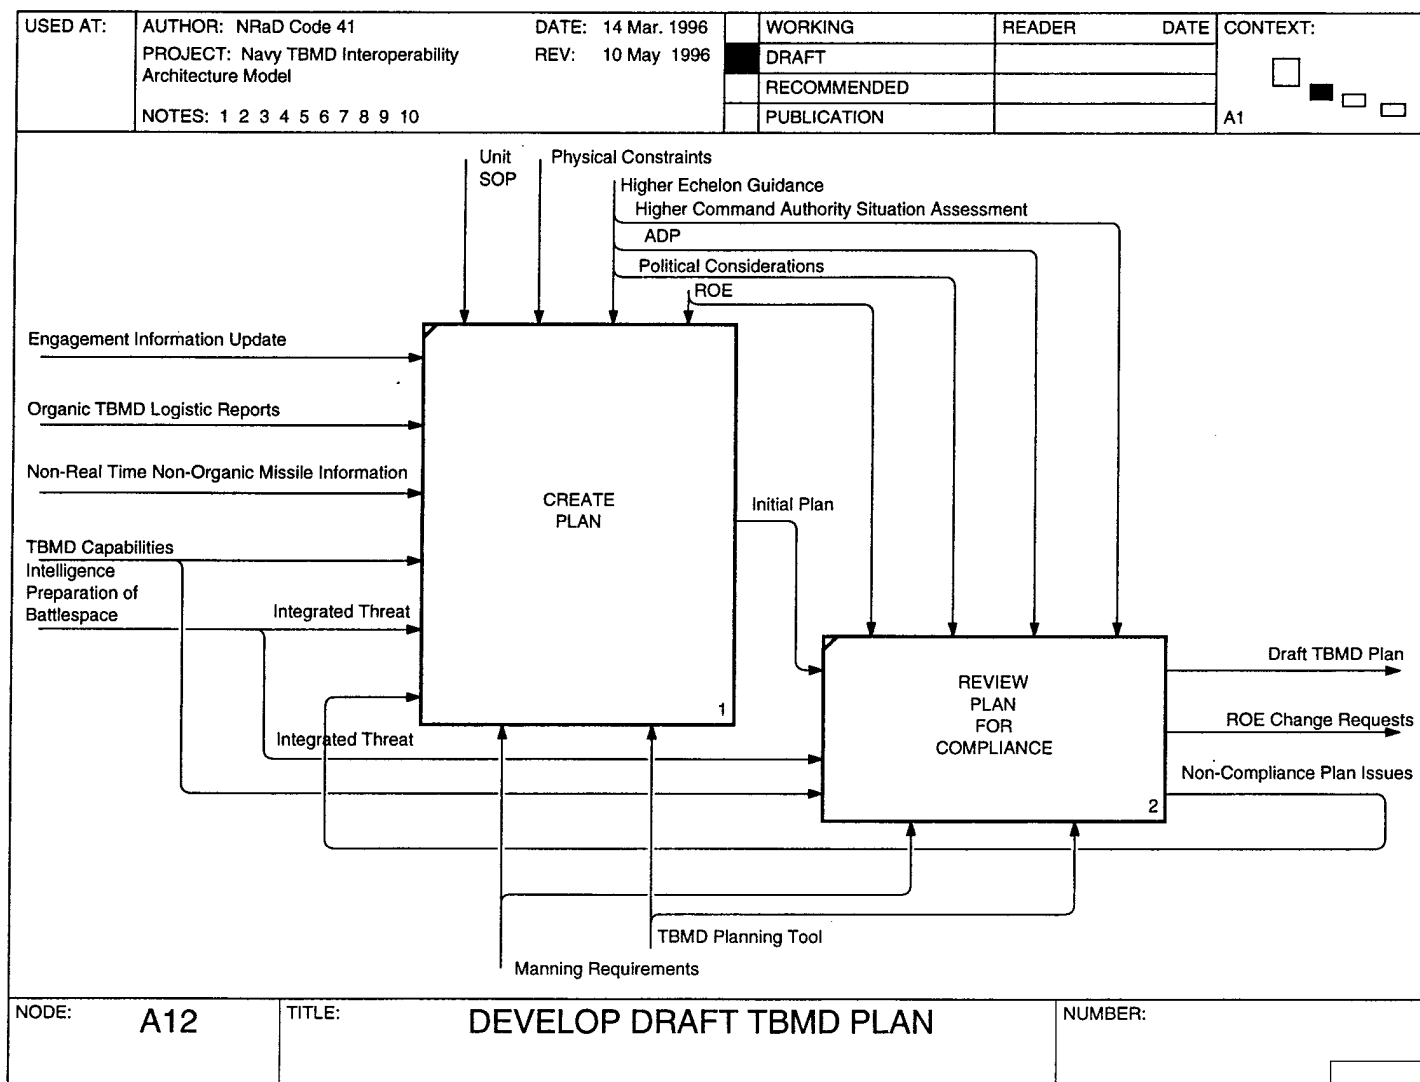 USED AT:
AUTHOR: NRaD Code 41
DATE: 14 Mar. 1996
PROJECT: Navy TBMD Interoperability
Architecture Model
REV: 10 May 1996
NOTES: 1 2 3 4 5 6 7 8 9 10
WORKING
DRAFT
RECOMMENDED
PUBLICATION
READER DATE
CONTEXT:
A1
Unit
SOP
Physical Constraints
Higher Echelon Guidance
Higher Command Authority Situation Assessment
ADP
Political Considerations
ROE
Engagement Information Update
Organic TBMD Logistic Reports
Non-Real Time Non-Organic Missile Information
TBMD Capabilities
Intelligence
Preparation of
Battlespace
Integrated Threat
CREATE
PLAN
1
Initial Plan
Integrated Threat
REVIEW
PLAN
FOR
COMPLIANCE
2
Draft TBMD Plan
ROE Change Requests
Non-Compliance Plan Issues
TBMD Planning Tool
Manning Requirements
NODE:
A12
TITLE:
DEVELOP DRAFT TBMD PLAN
NUMBER: